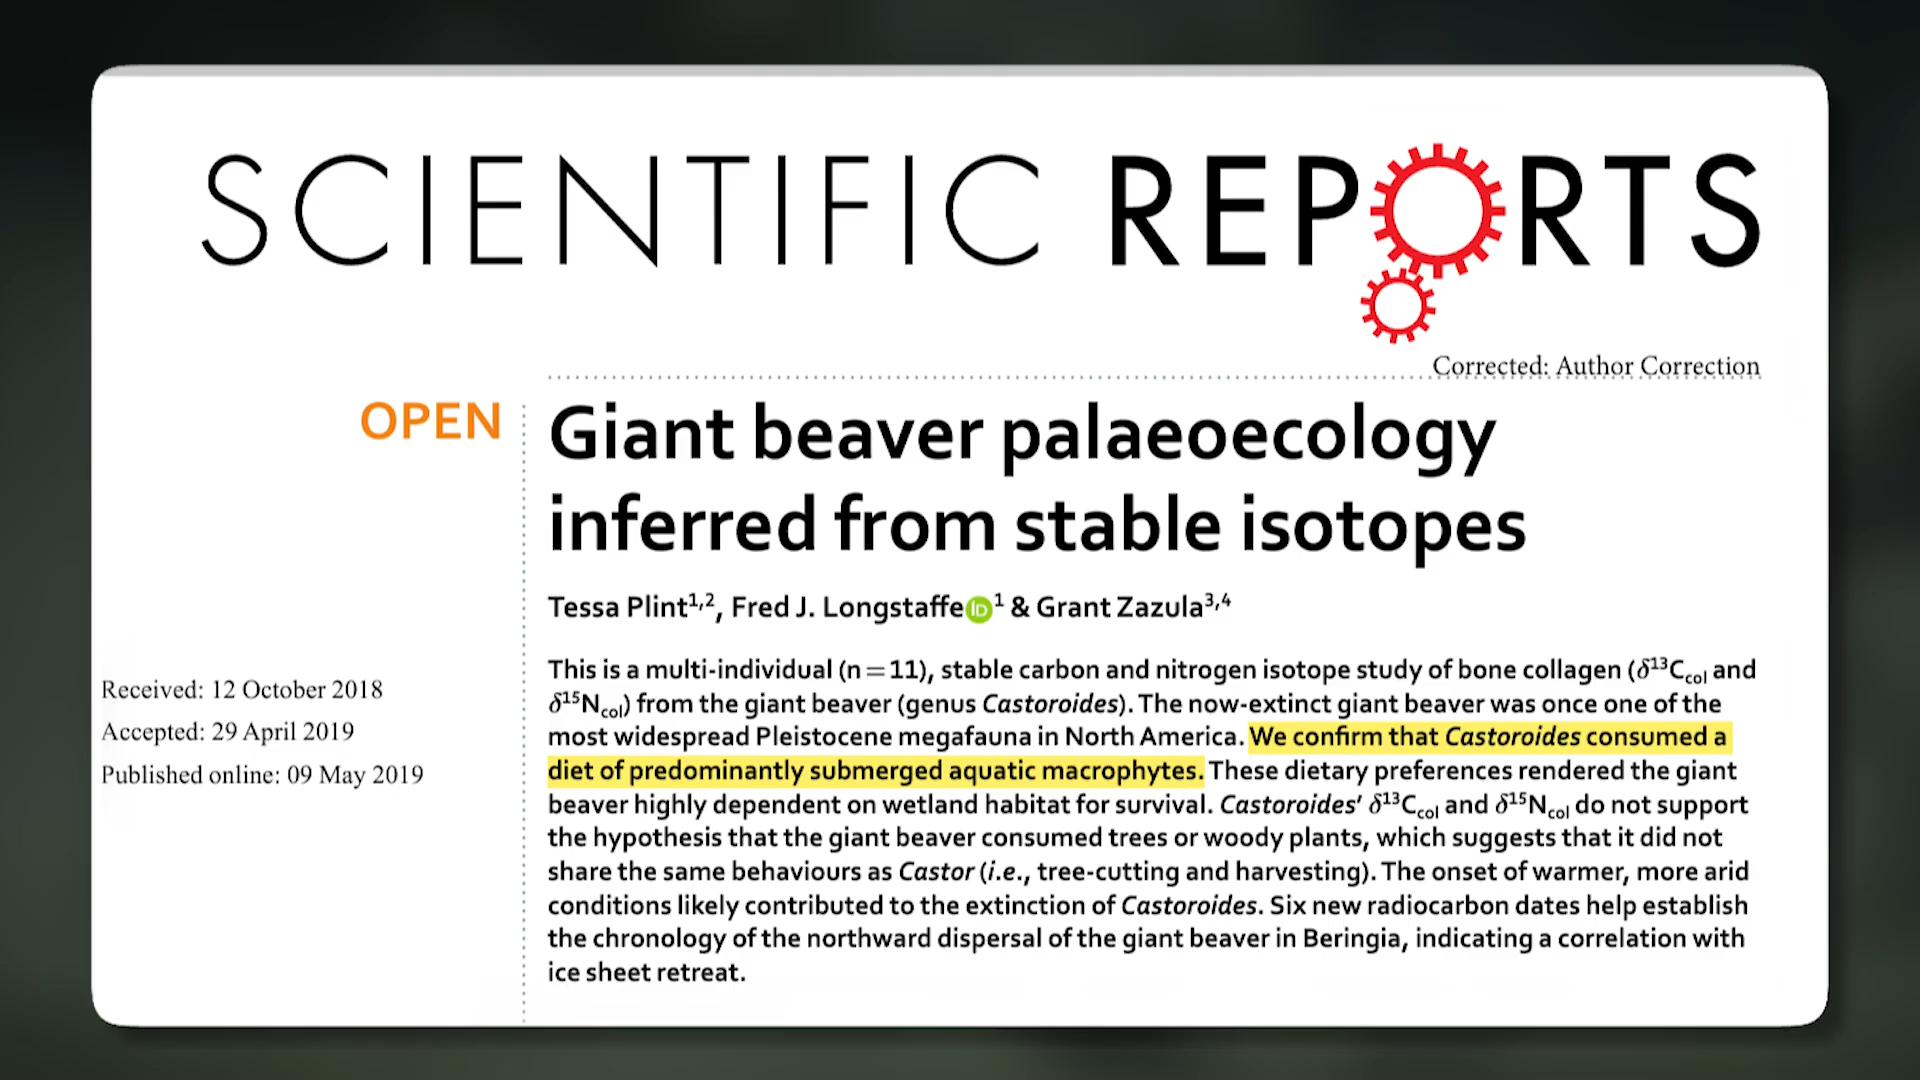 SCIENTIFIC REPORTS
Corrected: Author Correction
OPEN
Giant beaver palaeoecology
inferred from stable isotopes
Tessa Plint1,2, Fred J. Longstaffe iD 1 & Grant Zazula3,4
Received: 12 October 2018
Accepted: 29 April 2019
Published online: 09 May 2019
This is a multi-individual (n = 11), stable carbon and nitrogen isotope study of bone collagen (δ13Ccol and
δ15Ncol) from the giant beaver (genus Castoroides). The now-extinct giant beaver was once one of the
most widespread Pleistocene megafauna in North America. We confirm that Castoroides consumed a
diet of predominantly submerged aquatic macrophytes. These dietary preferences rendered the giant
beaver highly dependent on wetland habitat for survival. Castoroides’ δ13Ccol and δ15Ncol do not support
the hypothesis that the giant beaver consumed trees or woody plants, which suggests that it did not
share the same behaviours as Castor (i.e., tree-cutting and harvesting). The onset of warmer, more arid
conditions likely contributed to the extinction of Castoroides. Six new radiocarbon dates help establish
the chronology of the northward dispersal of the giant beaver in Beringia, indicating a correlation with
ice sheet retreat.